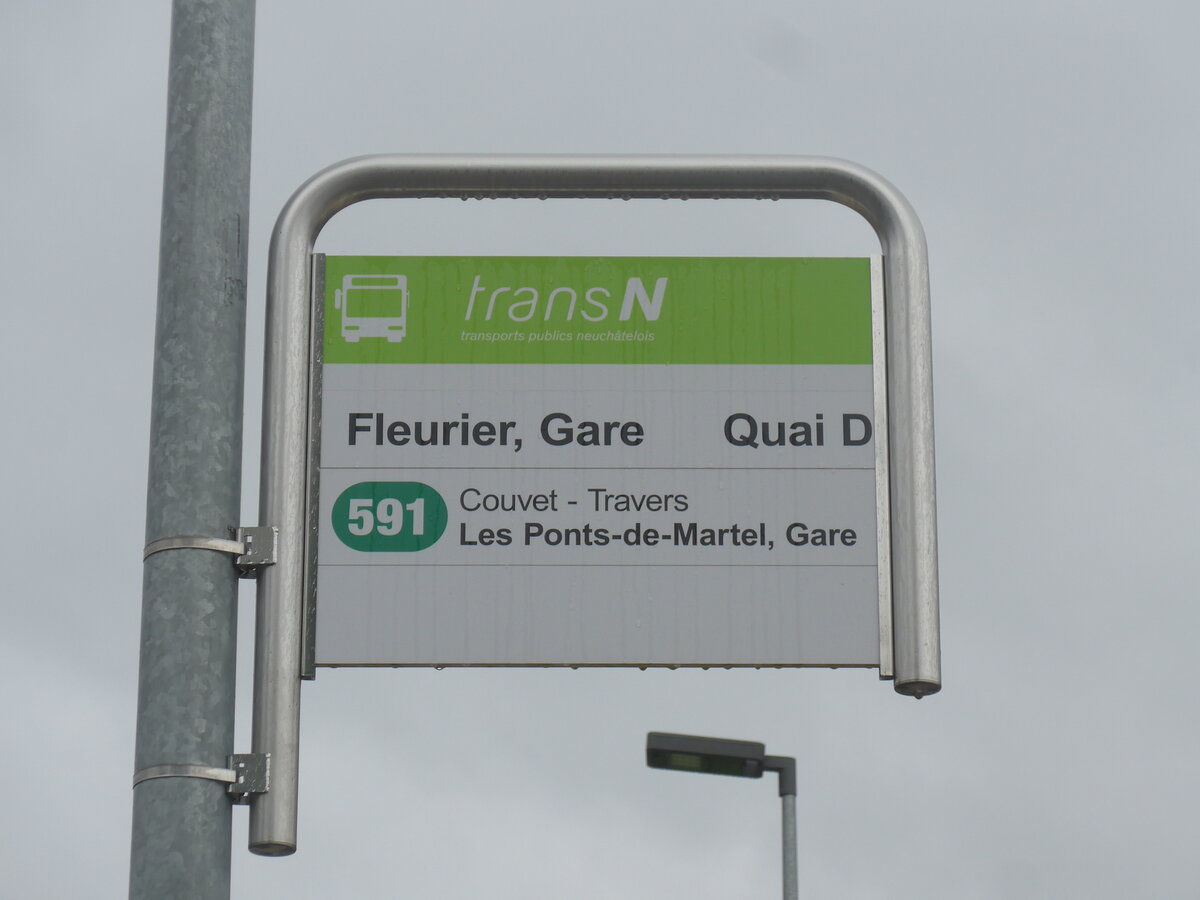 transN
transports publics neuchâtelois
Fleurier, Gare Quai D
591 Couvet - Travers
Les Ponts-de-Martel, Gare